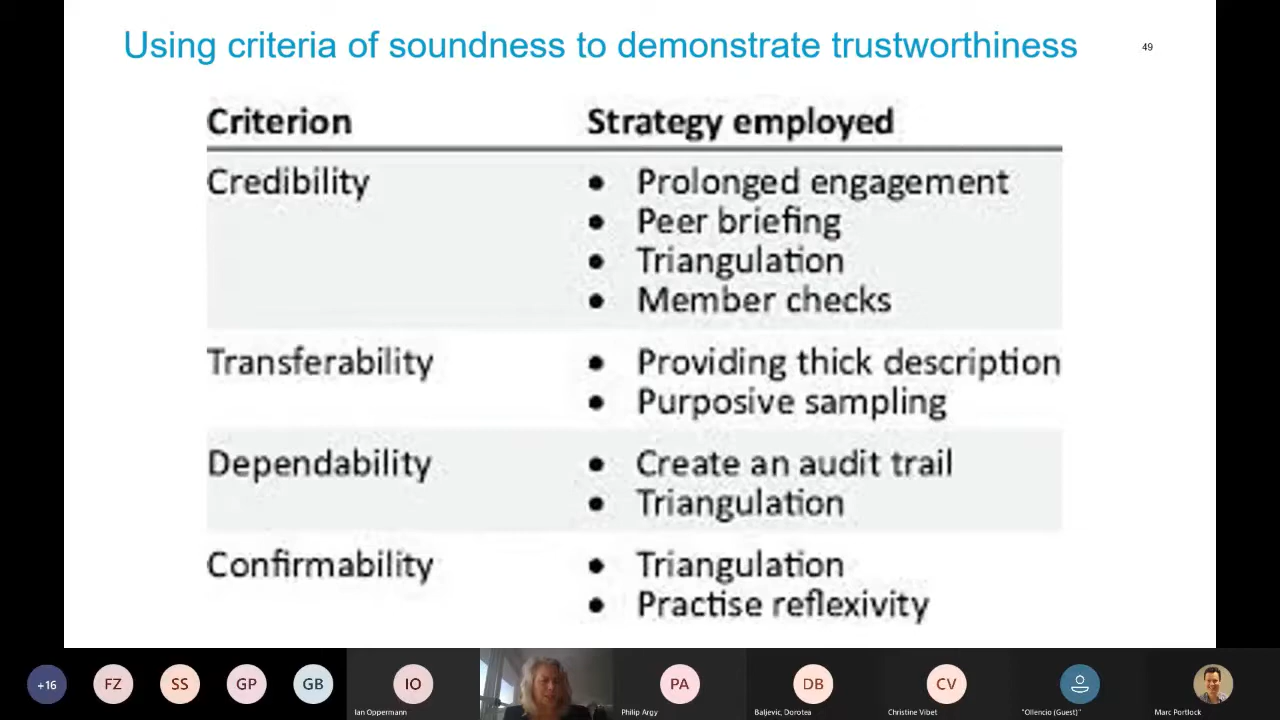 Using criteria of soundness to demonstrate trustworthiness
49
Criterion Strategy employed
Credibility • Prolonged engagement
• Peer briefing
• Triangulation
• Member checks
Transferability • Providing thick description
• Purposive sampling
Dependability • Create an audit trail
• Triangulation
Confirmability • Triangulation
• Practise reflexivity
+16 FZ SS GP GB IO PA DB CV
Ian Oppermann Philip Argy Baljevic, Dorotea Christine Vibet "Ollencio (Guest)" Marc Portlock